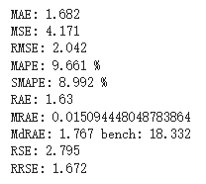 MAE: 1.682
MSE: 4.171
RMSE: 2.042
MAPE: 9.661 %
SMAPE: 8.992 %
RAE: 1.63
MRAE: 0.015094448048783864
MdRAE: 1.767 bench: 18.332
RSE: 2.795
RRSE: 1.672